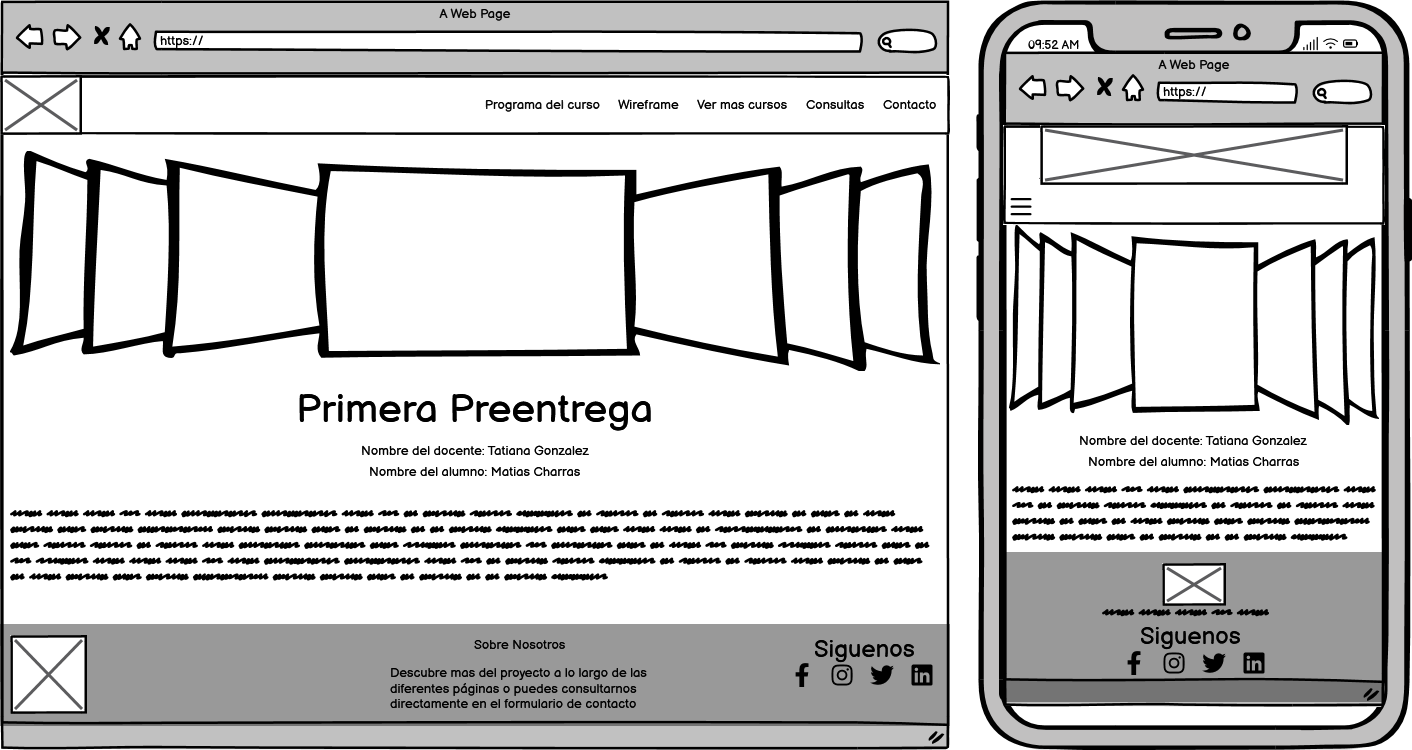 A Web Page
https://
Programa del curso Wireframe Ver mas cursos Consultas Contacto
Primera Preentrega
Nombre del docente: Tatiana Gonzalez
Nombre del alumno: Matias Charras
Sobre Nosotros
Descubre mas del proyecto a lo largo de las
diferentes páginas o puedes consultarnos
directamente en el formulario de contacto
Siguenos
09:52 AM
A Web Page
https://
Nombre del docente: Tatiana Gonzalez
Nombre del alumno: Matias Charras
Siguenos